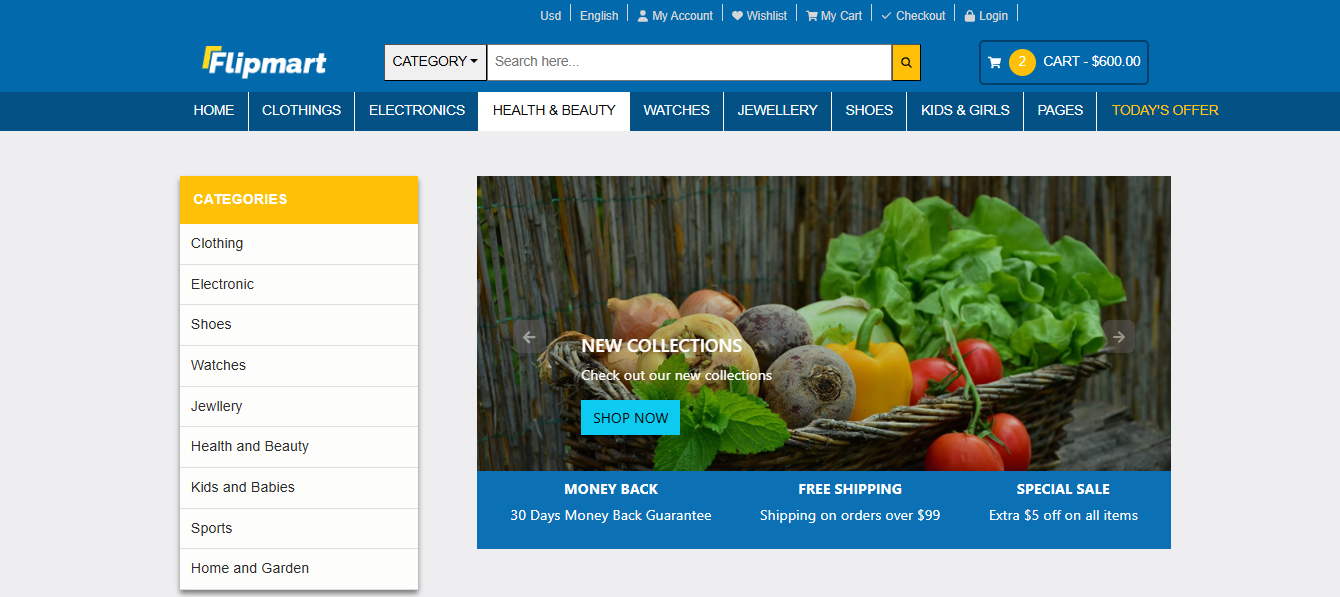 Usd English My Account Wishlist My Cart Checkout Login
Flipmart CATEGORY Search here... 2 CART - $600.00
HOME CLOTHINGS ELECTRONICS HEALTH & BEAUTY WATCHES JEWELLERY SHOES KIDS & GIRLS PAGES TODAY'S OFFER
CATEGORIES
Clothing
Electronic
Shoes
Watches
Jewllery
Health and Beauty
Kids and Babies
Sports
Home and Garden
NEW COLLECTIONS
Check out our new collections
SHOP NOW
MONEY BACK FREE SHIPPING SPECIAL SALE
30 Days Money Back Guarantee Shipping on orders over $99 Extra $5 off on all items